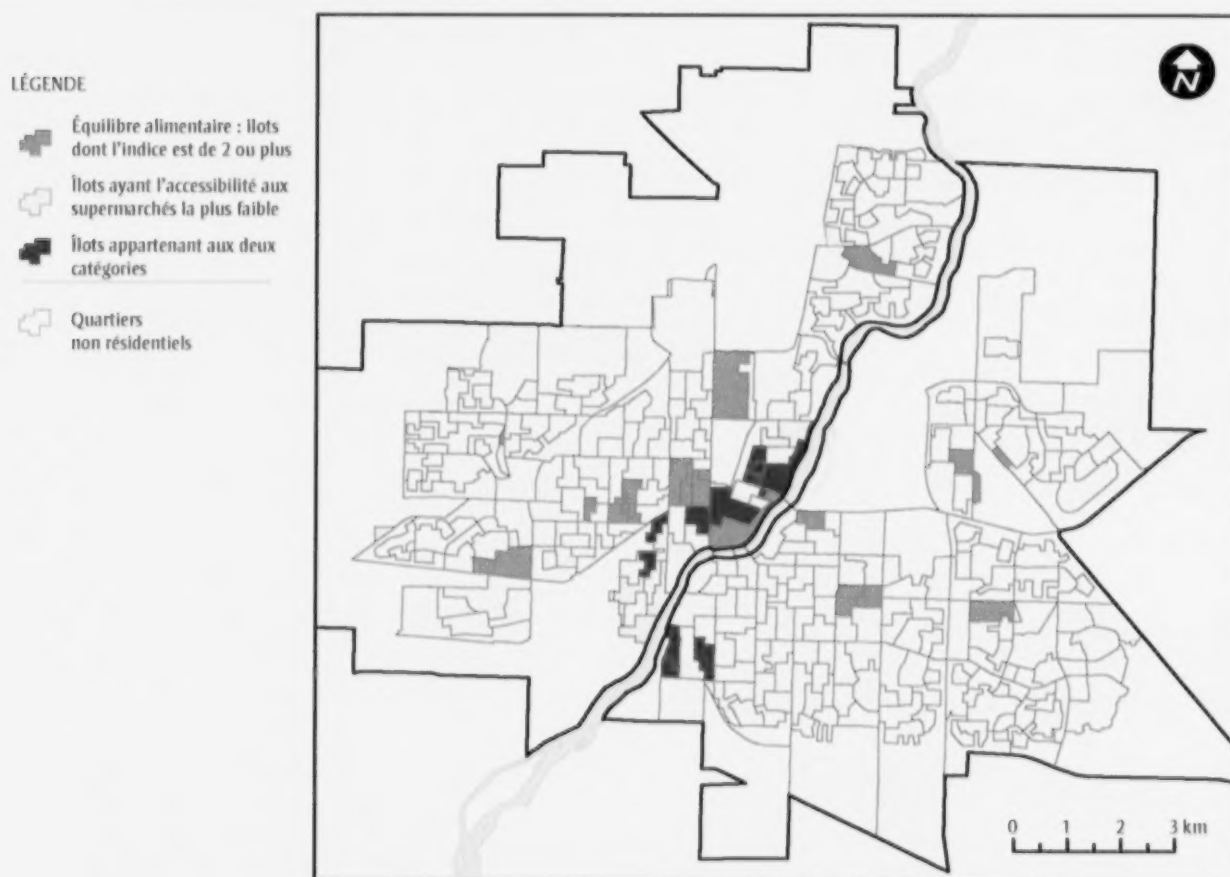 LÉGENDE
Équilibre alimentaire : îlots
dont l'indice est de 2 ou plus
Îlots ayant l'accessibilité aux
supermarchés la plus faible
Îlots appartenant aux deux
catégories
Quartiers
non résidentiels
N
0 1 2 3 km